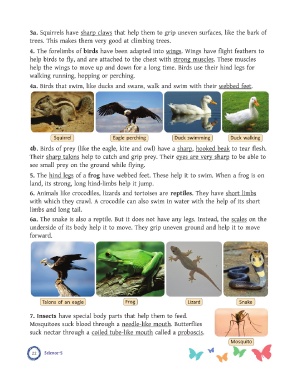 3a. Squirrels have sharp claws that help them to grip uneven surfaces, like the bark of
trees. This makes them very good at climbing trees.
4. The forelimbs of birds have been adapted into wings. Wings have flight feathers to
help birds to fly, and are attached to the chest with strong muscles. These muscles
help the wings to move up and down for a long time. Birds use their hind legs for
walking running, hopping or perching.
4a. Birds that swim, like ducks and swans, walk and swim with their webbed feet.
Squirrel
Eagle perching
Duck swimming
Duck walking
4b. Birds of prey (like the eagle, kite and owl) have a sharp, hooked beak to tear flesh.
Their sharp talons help to catch and grip prey. Their eyes are very sharp to be able to
see small prey on the ground while flying.
5. The hind legs of a frog have webbed feet. These help it to swim. When a frog is on
land, its strong, long hind-limbs help it jump.
6. Animals like crocodiles, lizards and tortoises are reptiles. They have short limbs
with which they crawl. A crocodile can also swim in water with the help of its short
limbs and long tail.
6a. The snake is also a reptile. But it does not have any legs. Instead, the scales on the
underside of its body help it to move. They grip uneven ground and help it to move
forward.
Talons of an eagle
Frog
Lizard
Snake
7. Insects have special body parts that help them to feed.
Mosquitoes suck blood through a needle-like mouth. Butterflies
suck nectar through a coiled tube-like mouth called a proboscis.
Mosquito
22
Science-5